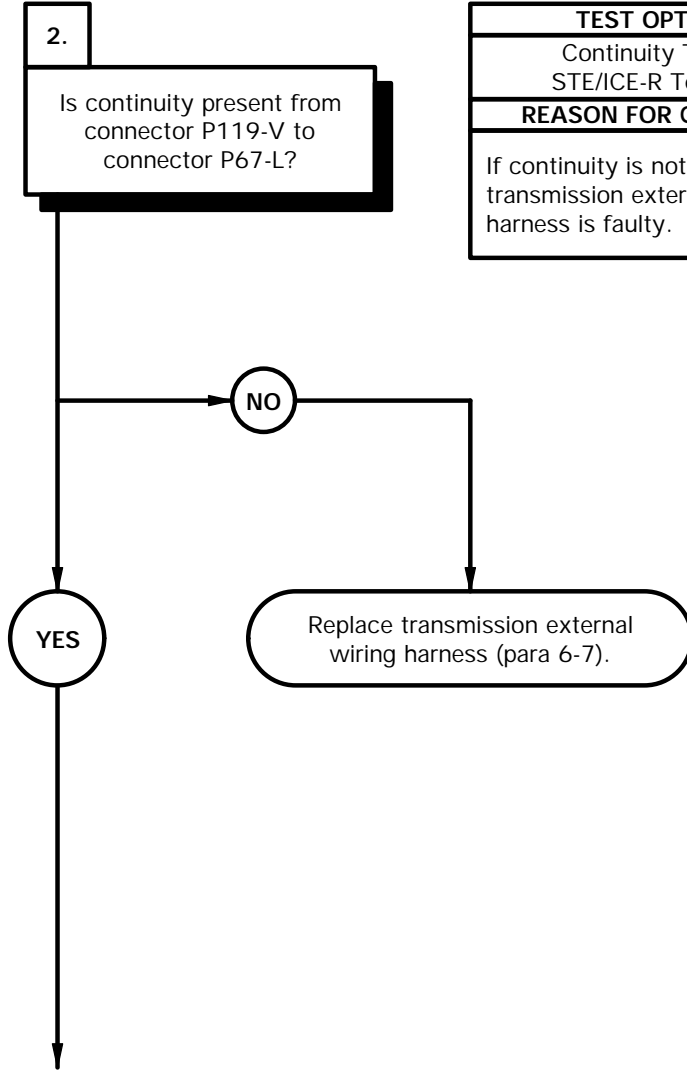 2.
Is continuity present from
connector P119-V to
connector P67-L?
TEST OPT
Continuity
STE/ICE-R
REASON FOR
If continuity is not
transmission exter
harness is faulty.
NO
YES
Replace transmission external
wiring harness (para 6-7).